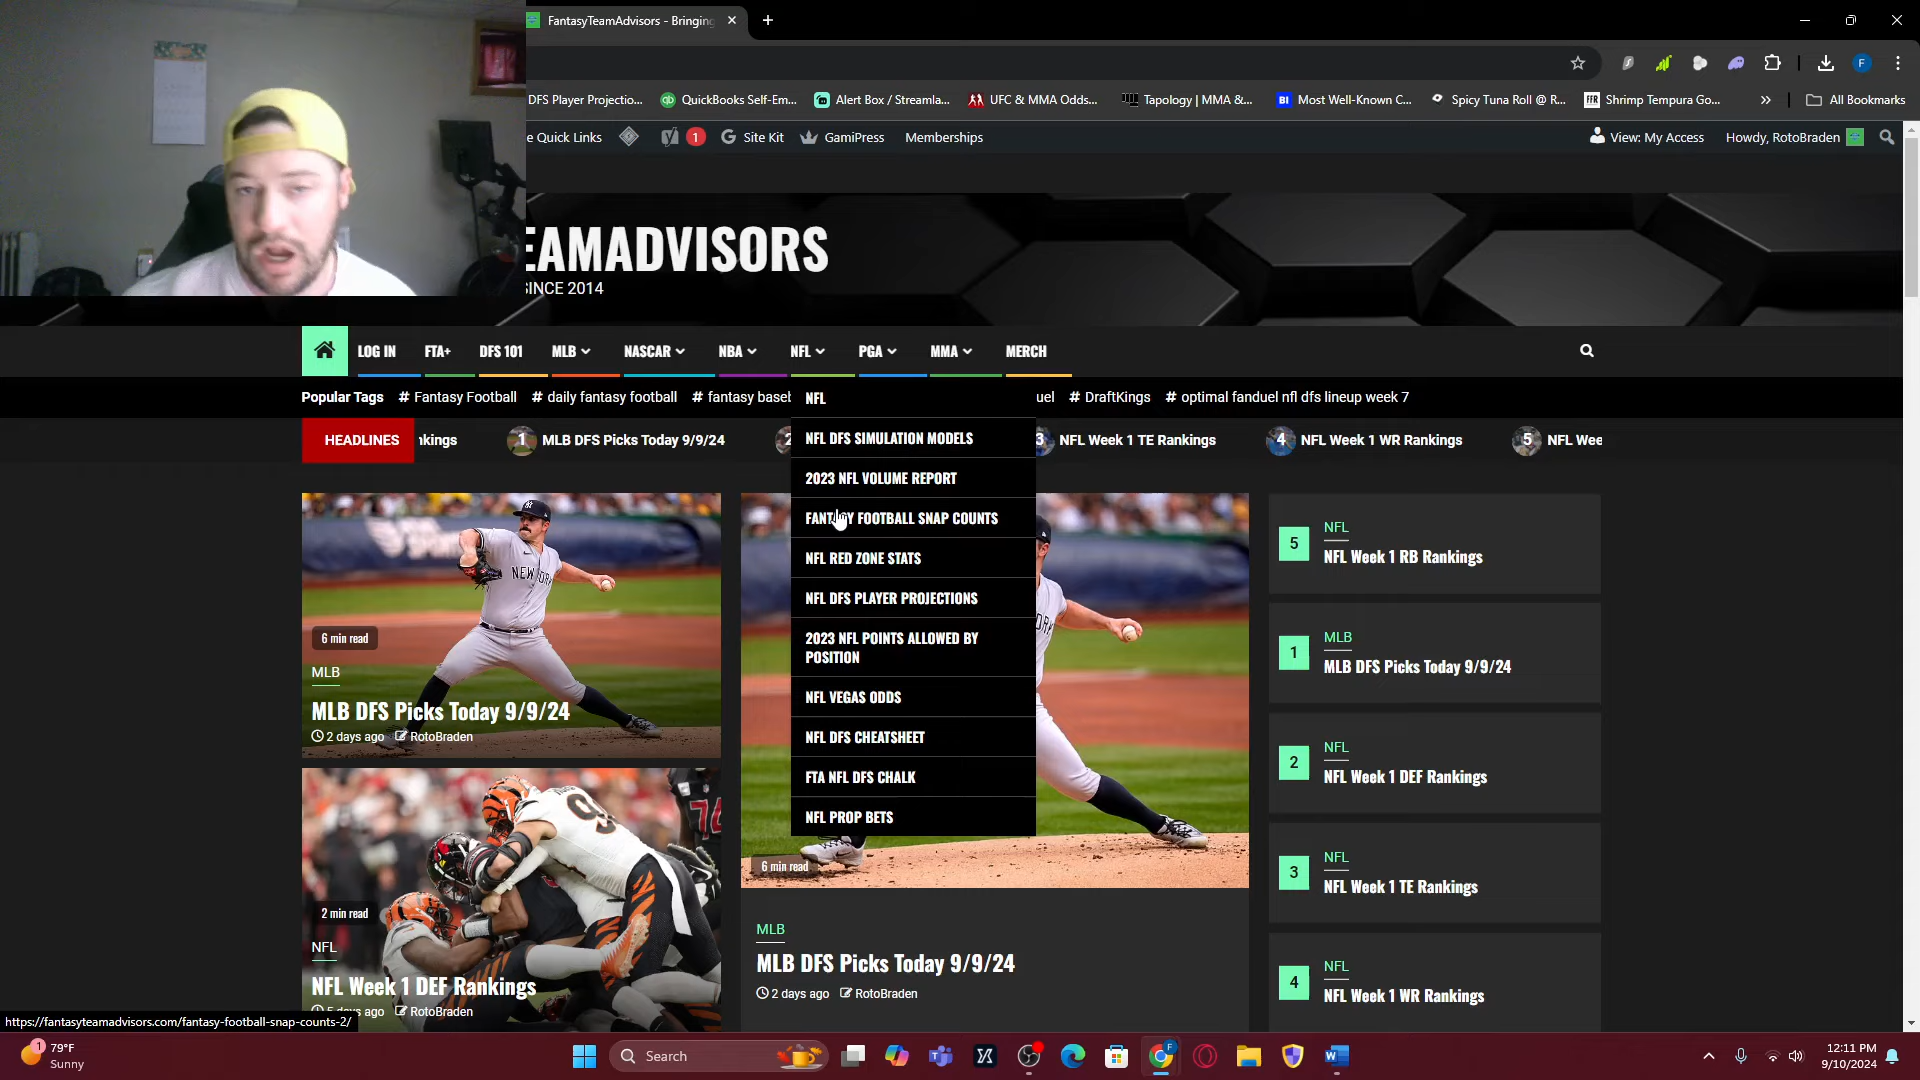 FantasyTeamAdvisors - Bringing
DFS Player Projectio...
QuickBooks Self-Em...
Alert Box / Streamla...
UFC & MMA Odds...
Tapology | MMA &...
Most Well-Known C...
Spicy Tuna Roll @ R...
Shrimp Tempura Go...
All Bookmarks
e Quick Links
1
Site Kit
GamiPress
Memberships
View: My Access
Howdy, RotoBraden
EAMADVISORS
SINCE 2014
LOG IN
FTA+
DFS 101
MLB
NASCAR
NBA
NFL
PGA
MMA
MERCH
Popular Tags
# Fantasy Football
# daily fantasy football
# fantasy baseb
uel
# DraftKings
# optimal fanduel nfl dfs lineup week 7
HEADLINES
nkings
1
MLB DFS Picks Today 9/9/24
2
3
NFL Week 1 TE Rankings
4
NFL Week 1 WR Rankings
5
NFL Wee
NFL
NFL DFS SIMULATION MODELS
2023 NFL VOLUME REPORT
FANTASY FOOTBALL SNAP COUNTS
NFL RED ZONE STATS
NFL DFS PLAYER PROJECTIONS
2023 NFL POINTS ALLOWED BY
POSITION
NFL VEGAS ODDS
NFL DFS CHEATSHEET
FTA NFL DFS CHALK
NFL PROP BETS
6 min read
MLB
MLB DFS Picks Today 9/9/24
2 days ago
RotoBraden
2 min read
NFL
NFL Week 1 DEF Rankings
5 days ago
RotoBraden
6 min read
MLB
MLB DFS Picks Today 9/9/24
2 days ago
RotoBraden
5
NFL
NFL Week 1 RB Rankings
1
MLB
MLB DFS Picks Today 9/9/24
2
NFL
NFL Week 1 DEF Rankings
3
NFL
NFL Week 1 TE Rankings
4
NFL
NFL Week 1 WR Rankings
https://fantasyteamadvisors.com/fantasy-football-snap-counts-2/
1
79°F
Sunny
Search
12:11 PM
9/10/2024